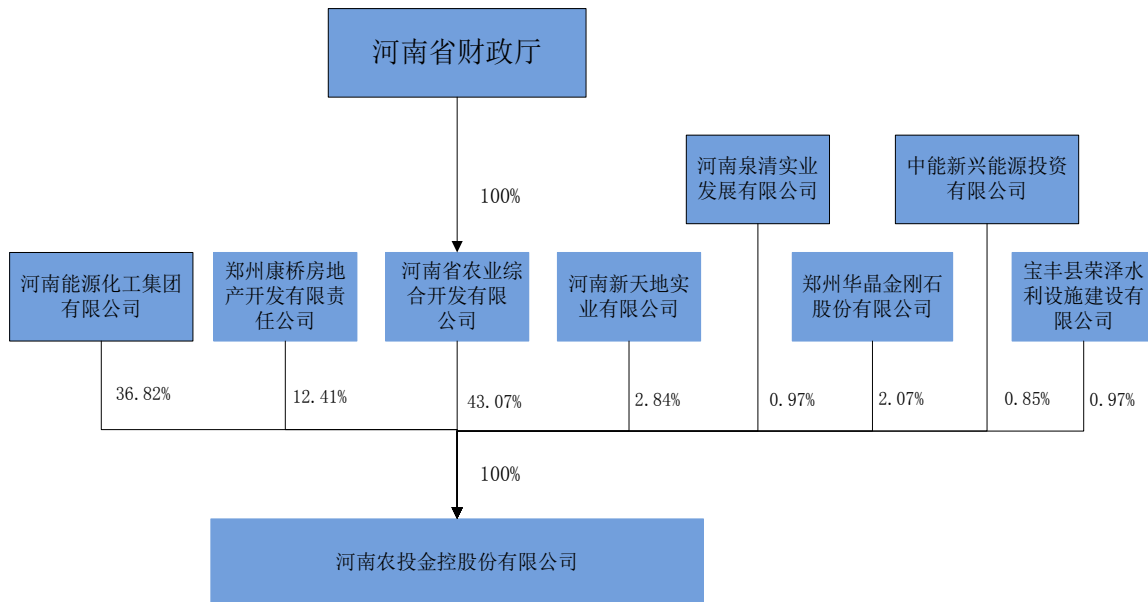 河南省财政厅
100%
河南泉清实业
发展有限公司
中能新兴能源投资
有限公司
河南能源化工集团
有限公司
郑州康桥房地
产开发有限责
任公司
河南省农业综
合开发有限
公司
河南新天地实
业有限公司
郑州华晶金刚石
股份有限公司
宝丰县荣泽水
利设施建设有
限公司
36.82%
12.41%
43.07%
2.84%
0.97%
2.07%
0.85%
0.97%
100%
河南农投金控股份有限公司